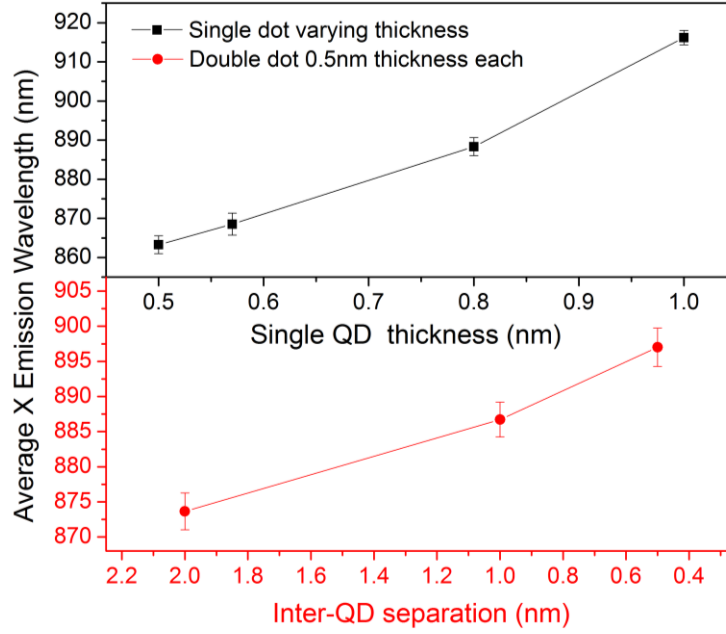 Single dot varying thickness
Double dot 0.5nm thickness each
Average X Emission Wavelength (nm)
920
910
900
890
880
870
860
0.5 0.6 0.7 0.8 0.9 1.0
Single QD thickness (nm)
905
900
895
890
885
880
875
870
2.2 2.0 1.8 1.6 1.4 1.2 1.0 0.8 0.6 0.4
Inter-QD separation (nm)